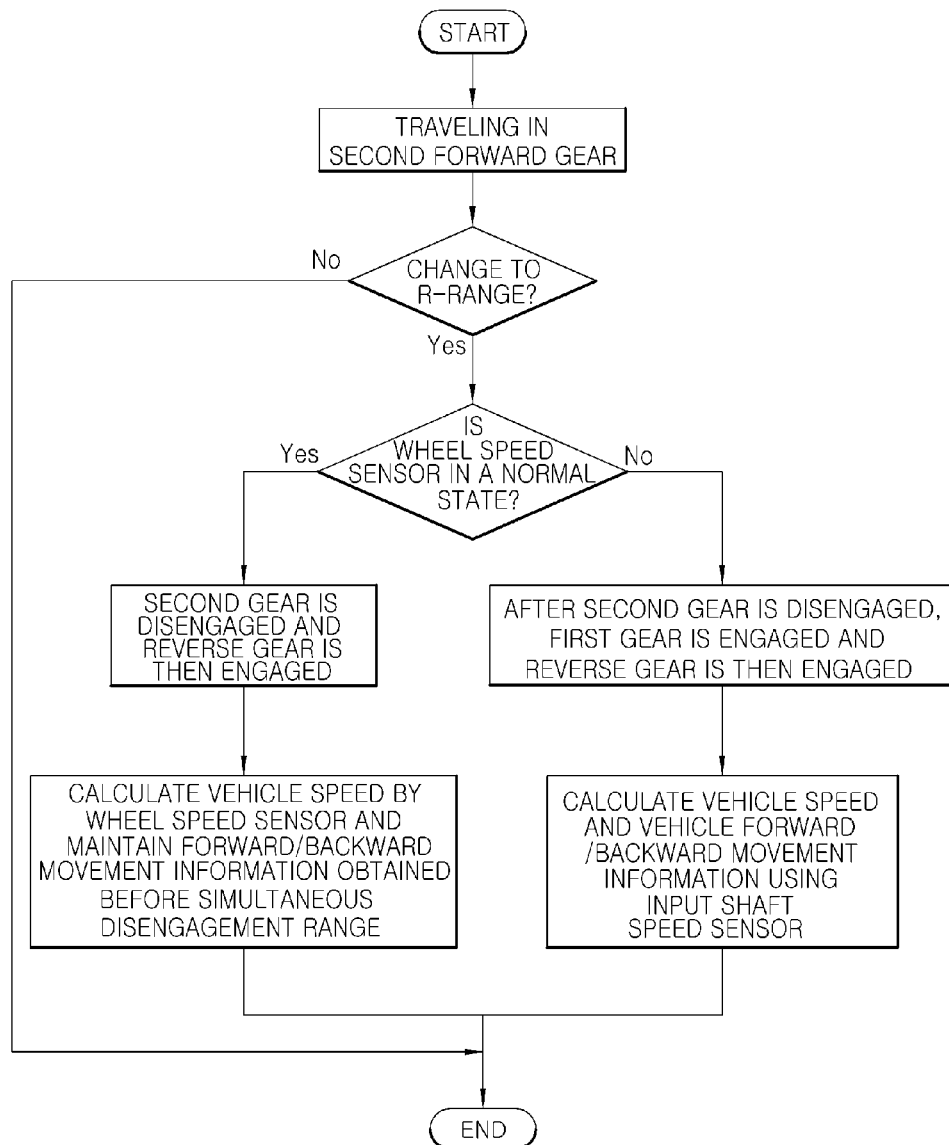 START
TRAVELING IN
SECOND FORWARD GEAR
No
CHANGE TO
R-RANGE?
Yes
IS
WHEEL SPEED
SENSOR IN A NORMAL
STATE?
Yes
No
SECOND GEAR IS
DISENGAGED AND
REVERSE GEAR IS
THEN ENGAGED
AFTER SECOND GEAR IS DISENGAGED,
FIRST GEAR IS ENGAGED AND
REVERSE GEAR IS THEN ENGAGED
CALCULATE VEHICLE SPEED BY
WHEEL SPEED SENSOR AND
MAINTAIN FORWARD/BACKWARD
MOVEMENT INFORMATION OBTAINED
BEFORE SIMULTANEOUS
DISENGAGEMENT RANGE
CALCULATE VEHICLE SPEED
AND VEHICLE FORWARD
/BACKWARD MOVEMENT
INFORMATION USING
INPUT SHAFT
SPEED SENSOR
END